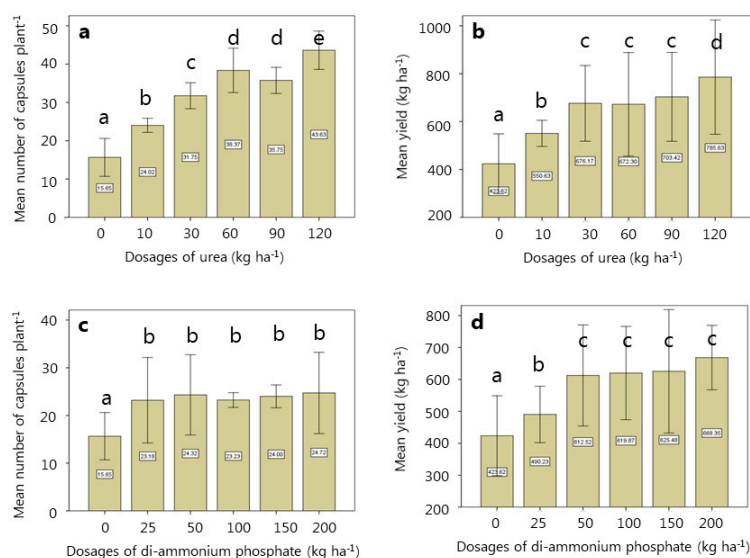 a
Mean number of capsules plant-1
50
40
30
20
10
0
a b c d d e
15.65 24.02 31.75 38.37 35.75 43.63
0 10 30 60 90 120
Dosages of urea (kg ha-1)
b
Mean yield (kg ha-1)
1000
800
600
400
200
a b c c c d
423.62 550.63 676.17 672.30 703.42 785.63
0 10 30 60 90 120
Dosages of urea (kg ha-1)
c
Mean number of capsules plant-1
40
30
20
10
0
a b b b b b
15.65 23.18 24.32 23.23 24.00 24.72
0 25 50 100 150 200
Dosages of di-ammonium phosphate (kg ha-1)
d
Mean yield (kg ha-1)
800
700
600
500
400
300
200
a b c c c c
423.62 490.23 612.52 619.87 625.48 668.35
0 25 50 100 150 200
Dosages of di-ammonium phosphate (kg ha-1)